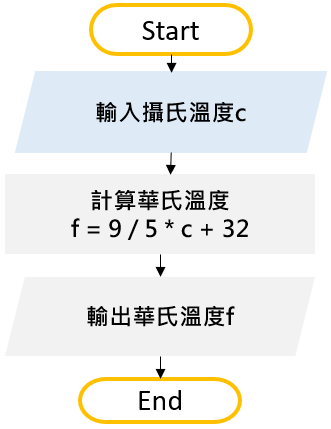 Start
輸入攝氏溫度c
計算華氏溫度
f = 9 / 5 * c + 32
輸出華氏溫度f
End